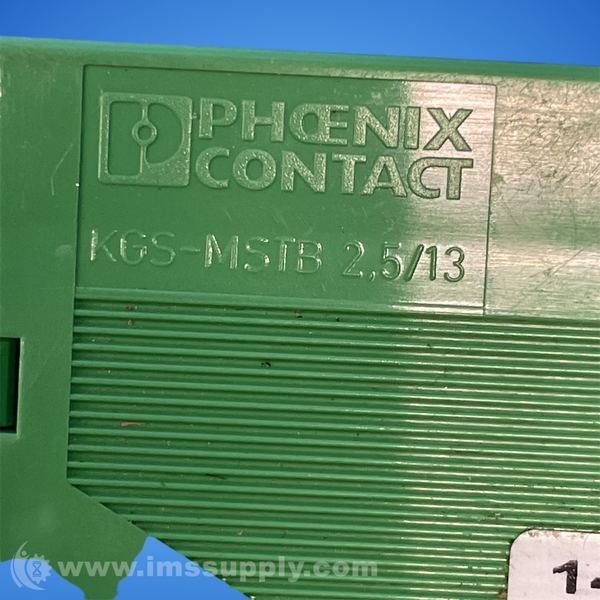 PHŒNIX
CONTACT
KGS-MSTB 2,5/13
www.imssupply.com